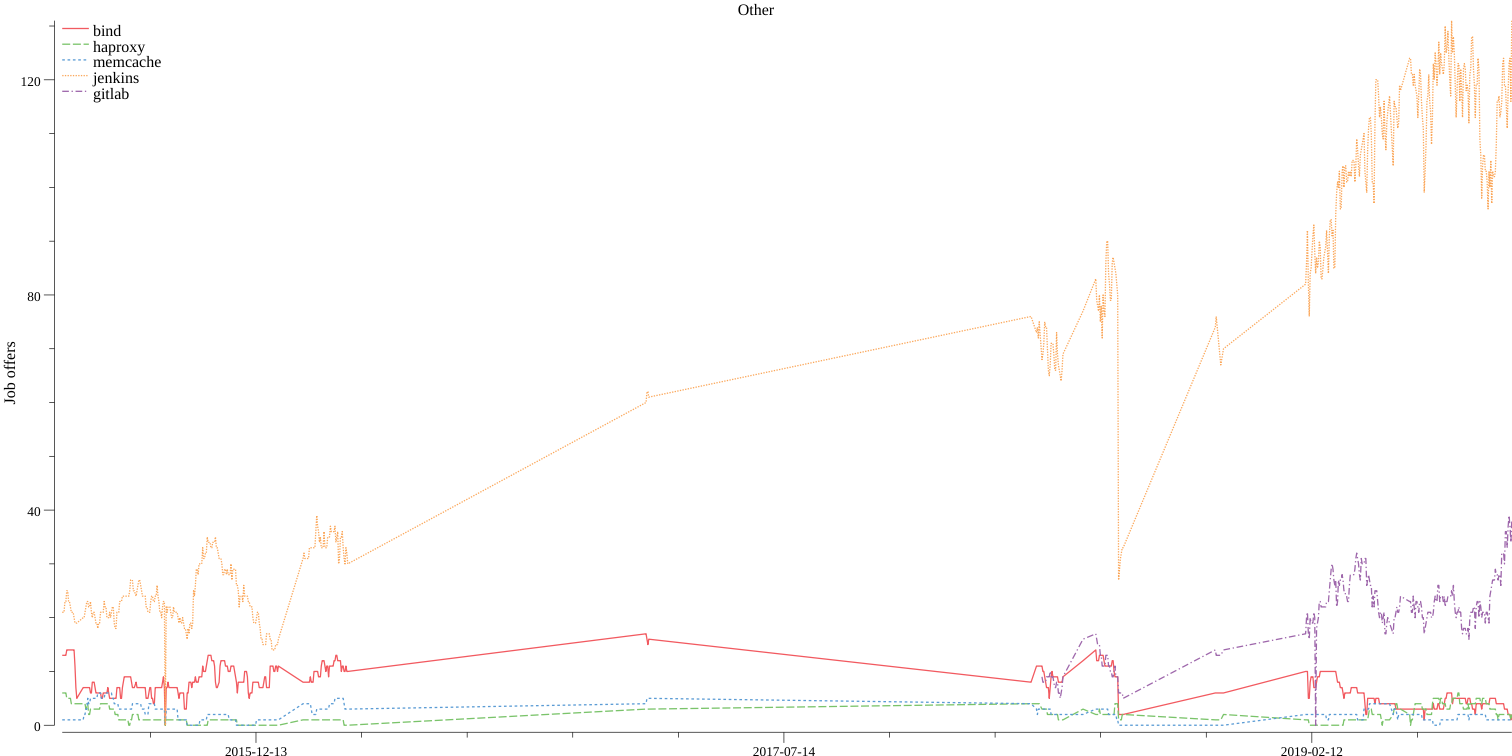 Other
bind
haproxy
memcache
jenkins
gitlab
120
80
40
0
Job offers
2015-12-13
2017-07-14
2019-02-12